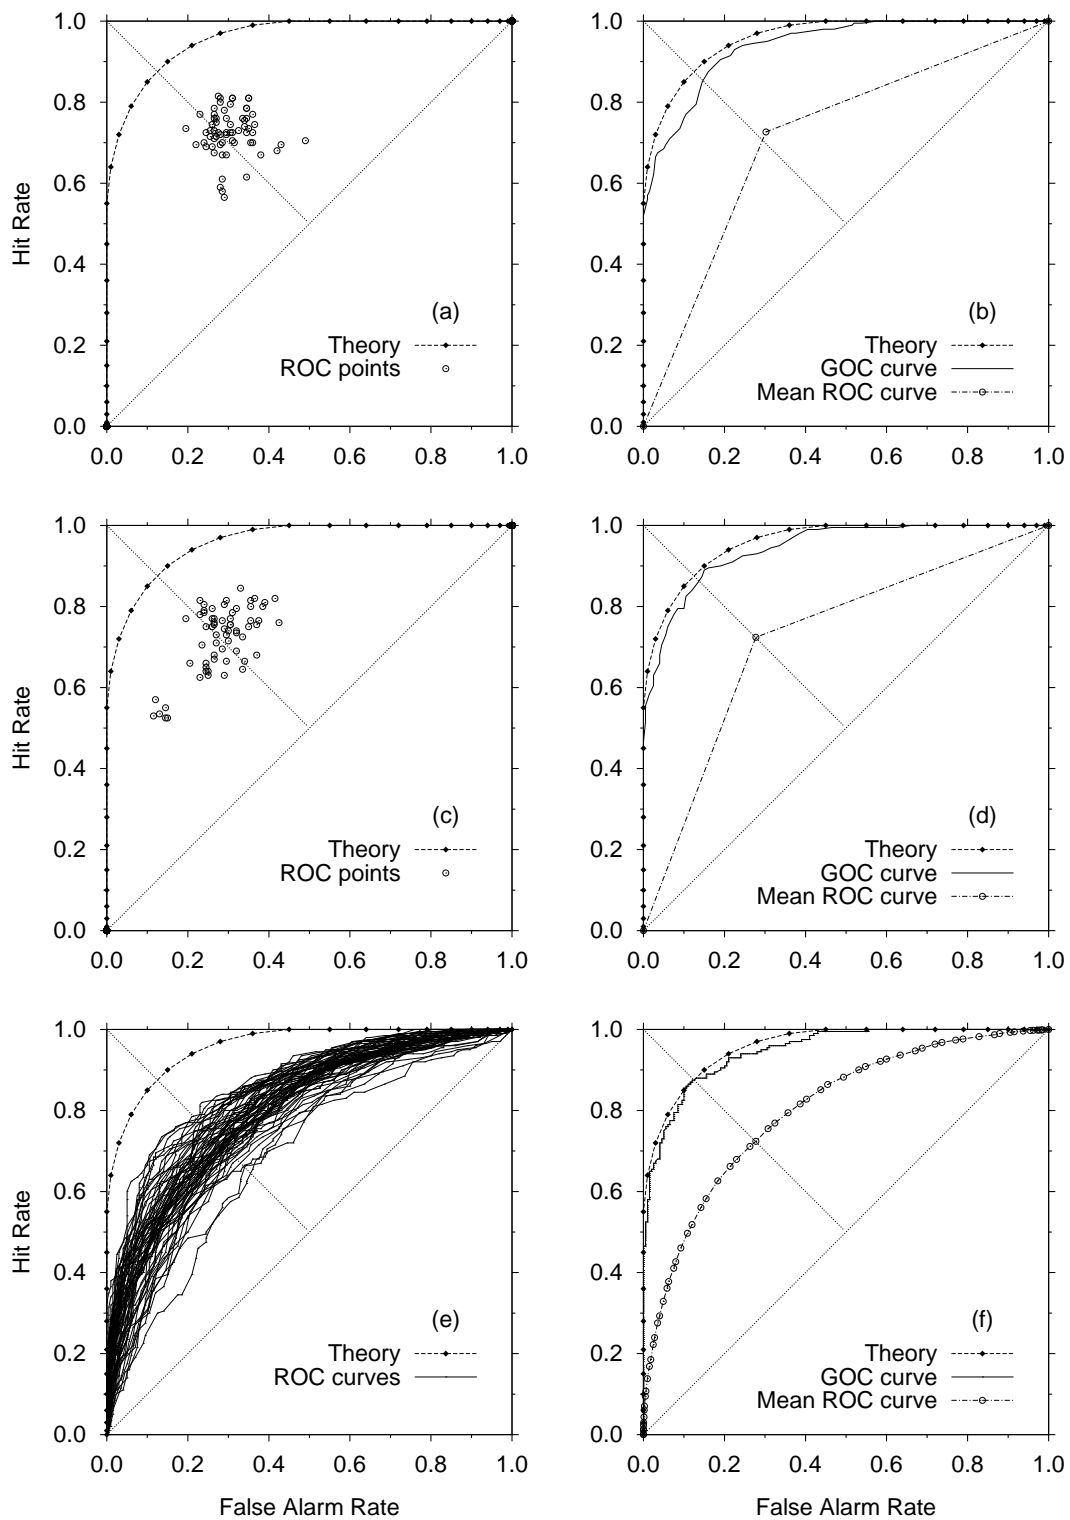 1.0
0.8
0.6
0.4
0.2
0.0
Hit Rate
(a)
Theory
ROC points
0.0 0.2 0.4 0.6 0.8 1.0
1.0
0.8
0.6
0.4
0.2
0.0
(b)
Theory
GOC curve
Mean ROC curve
0.0 0.2 0.4 0.6 0.8 1.0
1.0
0.8
0.6
0.4
0.2
0.0
Hit Rate
(c)
Theory
ROC points
0.0 0.2 0.4 0.6 0.8 1.0
1.0
0.8
0.6
0.4
0.2
0.0
(d)
Theory
GOC curve
Mean ROC curve
0.0 0.2 0.4 0.6 0.8 1.0
1.0
0.8
0.6
0.4
0.2
0.0
Hit Rate
(e)
Theory
ROC curves
0.0 0.2 0.4 0.6 0.8 1.0
False Alarm Rate
1.0
0.8
0.6
0.4
0.2
0.0
(f)
Theory
GOC curve
Mean ROC curve
0.0 0.2 0.4 0.6 0.8 1.0
False Alarm Rate